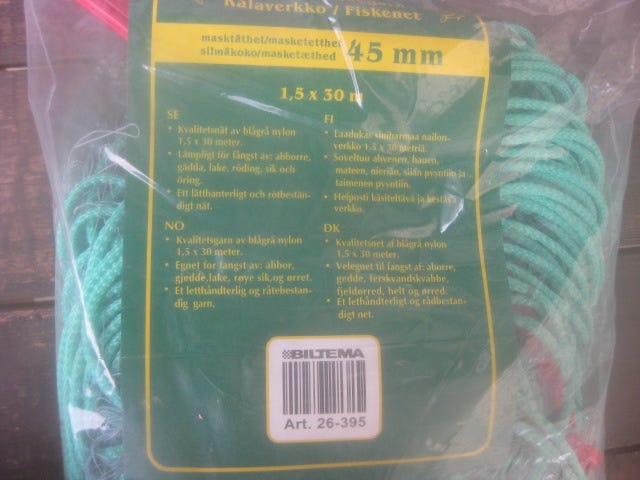 Kalaverkko / Fiskenet
masktäthet/masketetthet
silmäkoko/masketæthed
45 mm
1,5 x 30 m
SE
• Kvalitetsnät av blågrå nylon
1,5 x 30 meter.
• Lämpligt för fångst av: abborre,
gädda, lake, röding, sik och
öring.
• Ett lätthanterligt och rötbestän-
digt nät.
FI
• Laadukas siniharmaa nailon-
verkko 1.5 x 30 metriä.
• Soveltuu ahvenen, hauen,
mateen, nieriän, siian pyyntiin ja
taimenen pyyntiin.
• Helposti käsiteltävä ja kestävä
verkko.
NO
• Kvalitetsgarn av blågrå nylon
1,5 x 30 meter.
• Egnet for fangst av: abbor,
gjedde,lake, røye sik,og ørret.
• Et letthandterlig og råtebestan-
dig garn.
DK
• Kvalitetsnet af blågrå nylon
1,5 x 30 meter.
• Velegnet til fangst af: aborre,
gedde, ferskvandskvabbe,
fjeldørred, helt og ørred.
• Et lethåndterligt og rådbestan-
digt net.
BILTEMA
Art. 26-395